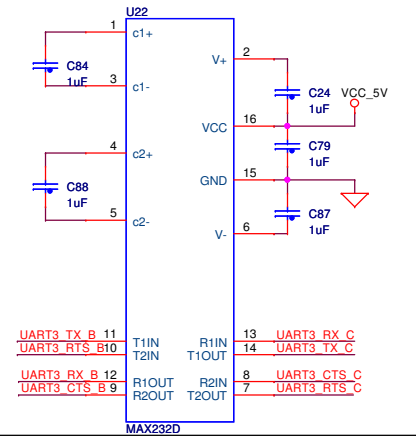 U22
1 c1+
C84
1uF
3 c1-
V+ 2
C24
1uF
VCC_5V
VCC 16
C79
1uF
4 c2+
C88
1uF
5 c2-
GND 15
C87
1uF
V- 6
UART3_TX_B 11 T1IN R1IN 13 UART3_RX_C
UART3_RTS_B 10 T2IN T1OUT 14 UART3_TX_C
UART3_RX_B 12 R1OUT R2IN 8 UART3_CTS_C
UART3_CTS_B 9 R2OUT T2OUT 7 UART3_RTS_C
MAX232D